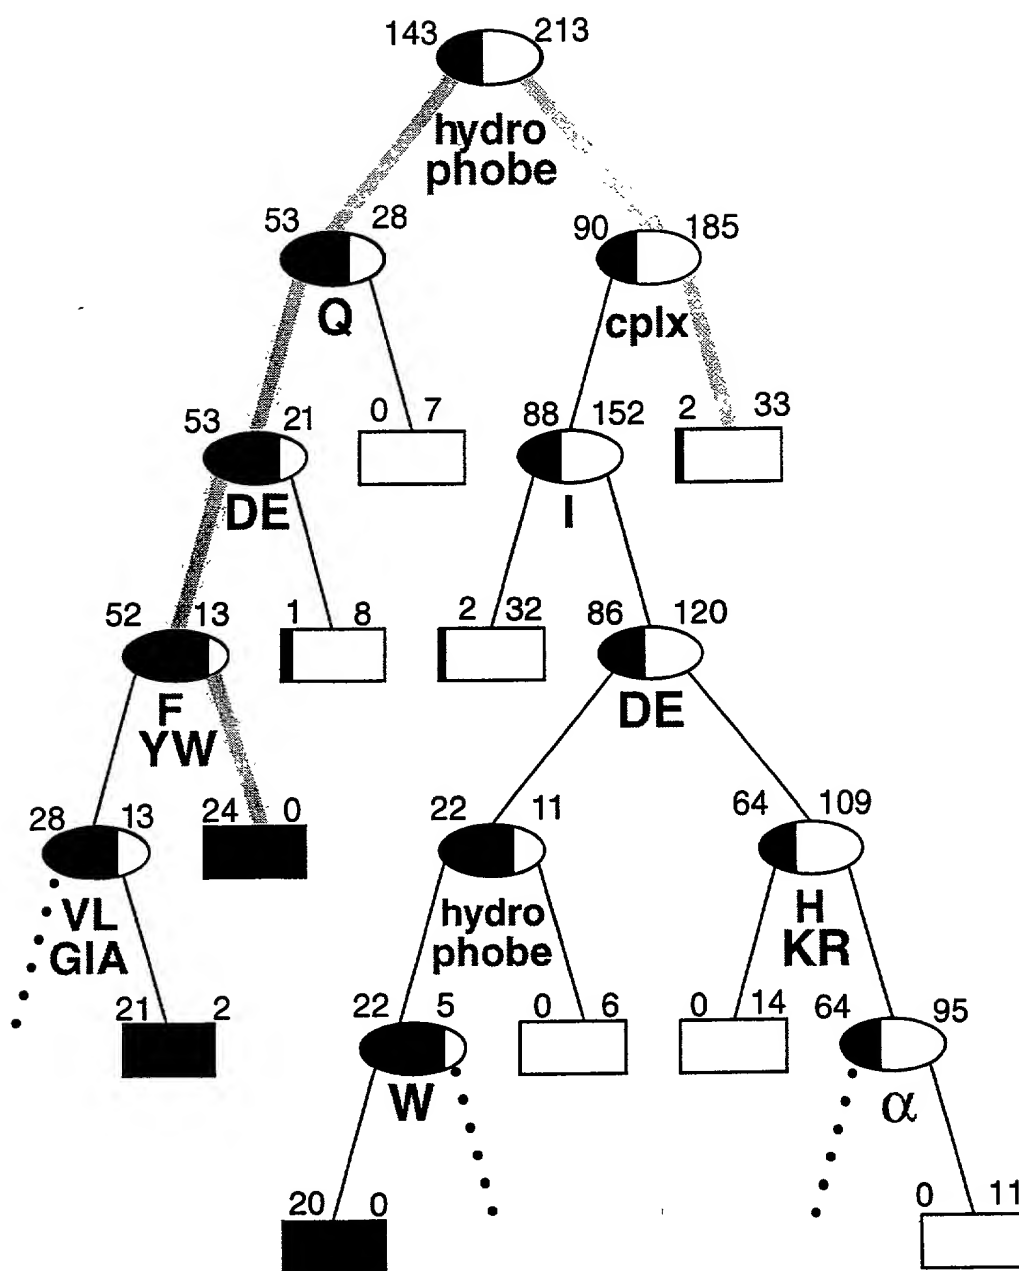 143 213
hydro
phobe
53 28
90 185
Q
cplx
53 21
0 7
88 152
2 33
DE
I
52 13
1 8
2 32
86 120
F
YW
DE
28 13
24 0
22 11
64 109
VL
GIA
hydro
phobe
H
KR
21 2
22 5
0 6
0 14
64 95
W
α
20 0
0 11